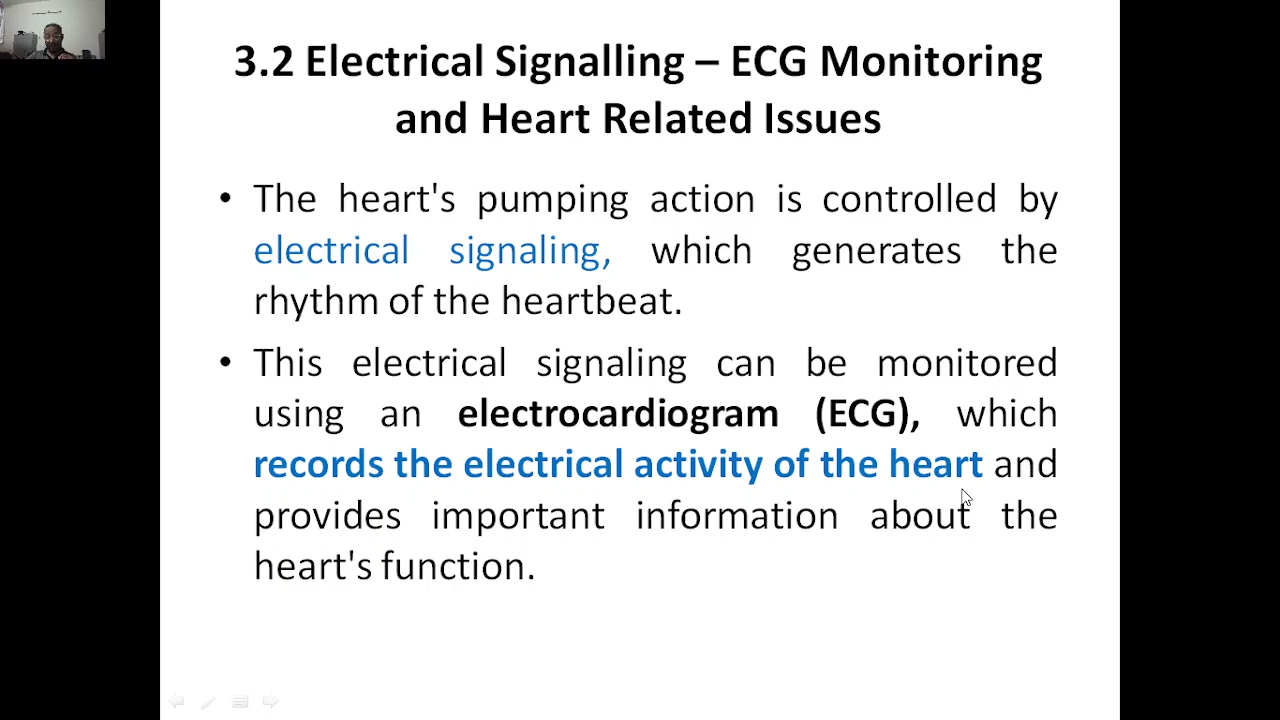 3.2 Electrical Signalling – ECG Monitoring
and Heart Related Issues
• The heart's pumping action is controlled by
electrical signaling, which generates the
rhythm of the heartbeat.
• This electrical signaling can be monitored
using an electrocardiogram (ECG), which
records the electrical activity of the heart and
provides important information about the
heart's function.